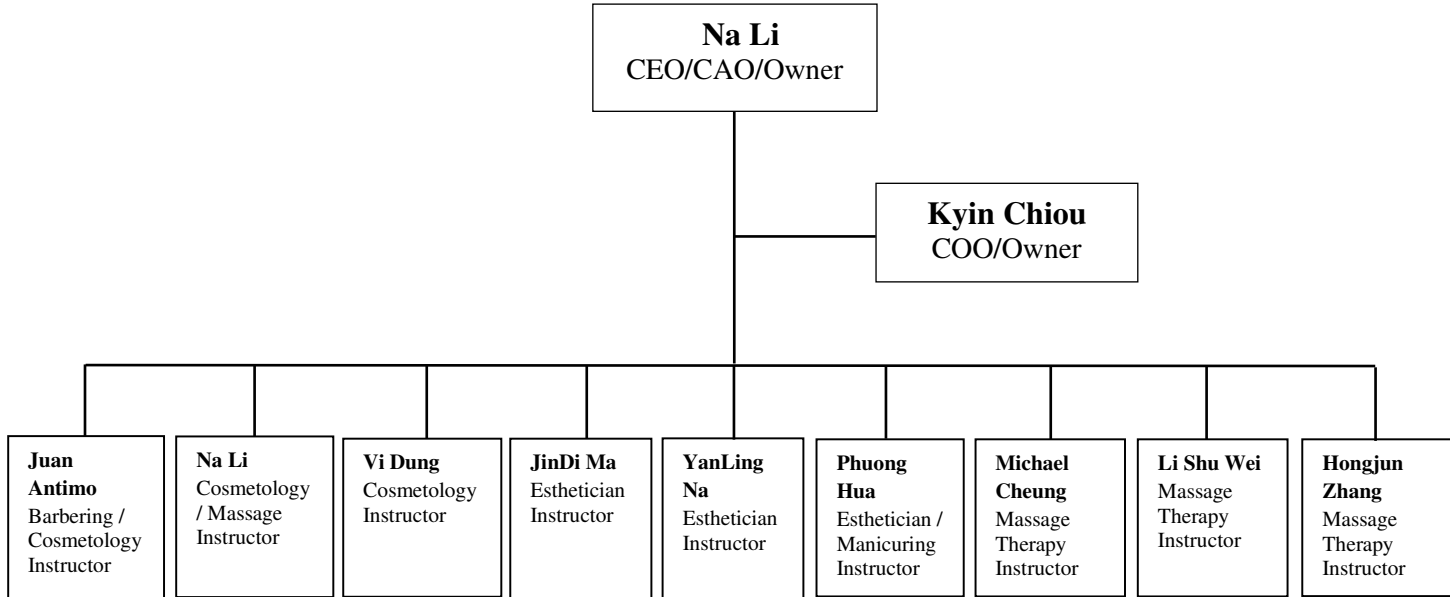 Na Li
CEO/CAO/Owner
Kyin Chiou
COO/Owner
Juan
Antimo
Barbering /
Cosmetology
Instructor
Na Li
Cosmetology
/ Massage
Instructor
Vi Dung
Cosmetology
Instructor
JinDi Ma
Esthetician
Instructor
YanLing
Na
Esthetician
Instructor
Phuong
Hua
Esthetician /
Manicuring
Instructor
Michael
Cheung
Massage
Therapy
Instructor
Li Shu Wei
Massage
Therapy
Instructor
Hongjun
Zhang
Massage
Therapy
Instructor